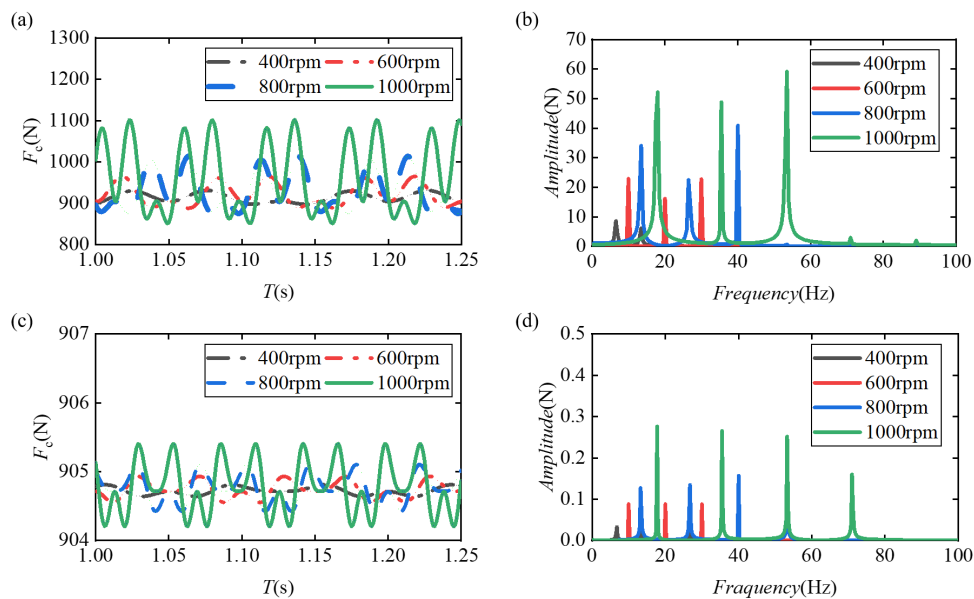 (a)
1300
1200
1100
1000
900
800
F_c(N)
400rpm 600rpm
800rpm 1000rpm
1.00 1.05 1.10 1.15 1.20 1.25
T(s)
(b)
70
60
50
40
30
20
10
0
Amplitude(N)
400rpm
600rpm
800rpm
1000rpm
0 20 40 60 80 100
Frequency(Hz)
(c)
907
906
905
904
F_c(N)
400rpm 600rpm
800rpm 1000rpm
1.00 1.05 1.10 1.15 1.20 1.25
T(s)
(d)
0.5
0.4
0.3
0.2
0.1
0.0
Amplitude(N)
400rpm
600rpm
800rpm
1000rpm
0 20 40 60 80 100
Fraquency(Hz)